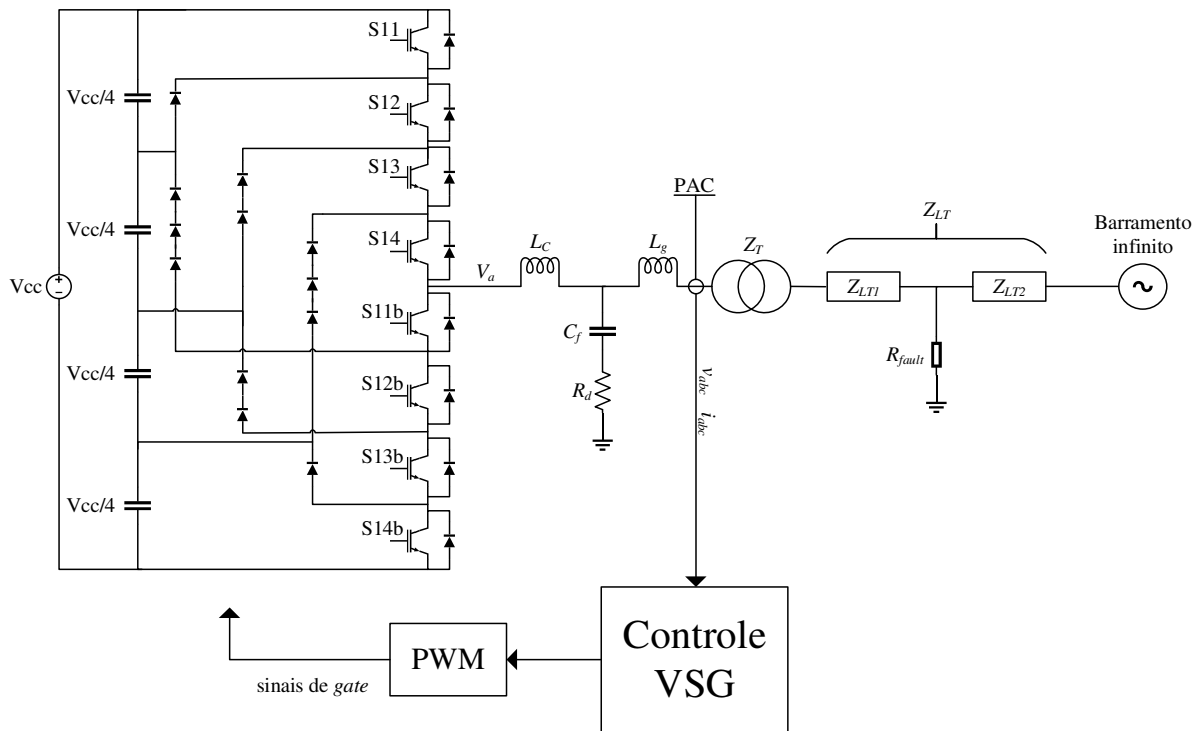 S11
Vcc/4
S12
S13
PAC
Z_LT
Barramento
infinito
Vcc/4
S14
L_C
L_g
Z_T
Vcc
V_a
Z_LT1
Z_LT2
S11b
C_f
R_fault
Vcc/4
S12b
R_d
v_abc i_abc
S13b
Vcc/4
S14b
Controle
VSG
PWM
sinais de gate